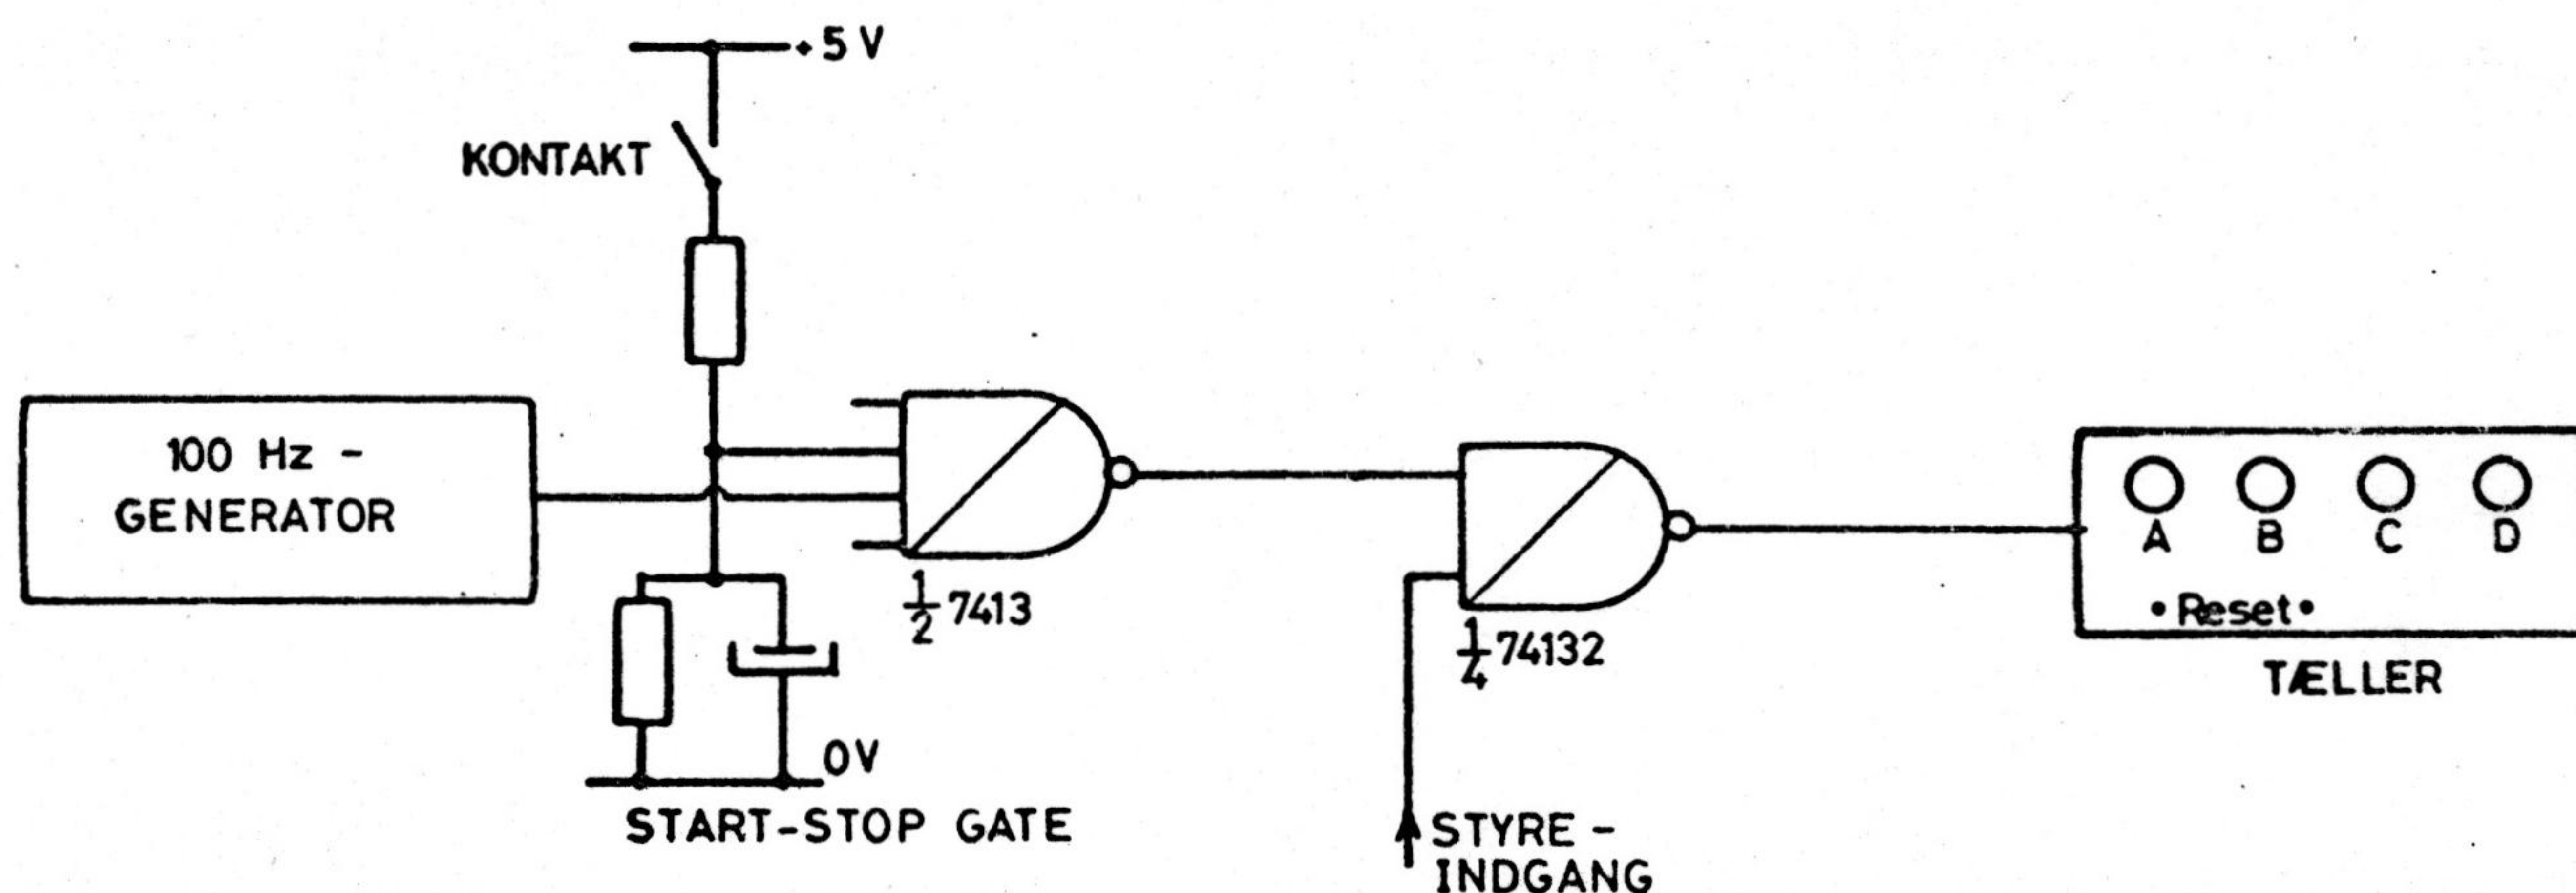 +5 V
KONTAKT
100 Hz -
GENERATOR
1/2 7413
0V
START-STOP GATE
1/4 74132
STYRE -
INDGANG
A B C D
• Reset •
TÆLLER